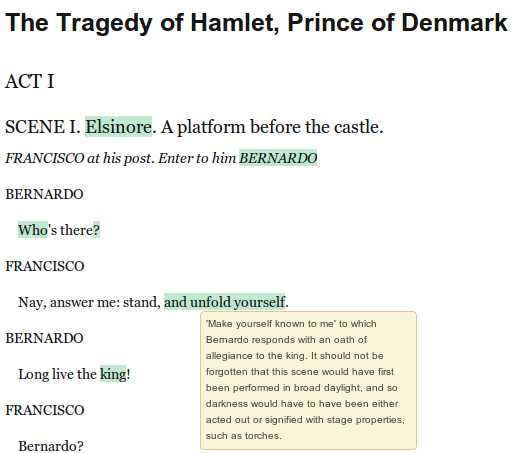 The Tragedy of Hamlet, Prince of Denmark
ACT I
SCENE I. Elsinore. A platform before the castle.
FRANCISCO at his post. Enter to him BERNARDO
BERNARDO
Who's there?
FRANCISCO
Nay, answer me: stand, and unfold yourself.
'Make yourself known to me' to which
Bernardo responds with an oath of
allegiance to the king. It should not be
forgotten that this scene would have first
been performed in broad daylight, and so
darkness would have to have been either
acted out or signified with stage properties,
such as torches.
BERNARDO
Long live the king!
FRANCISCO
Bernardo?